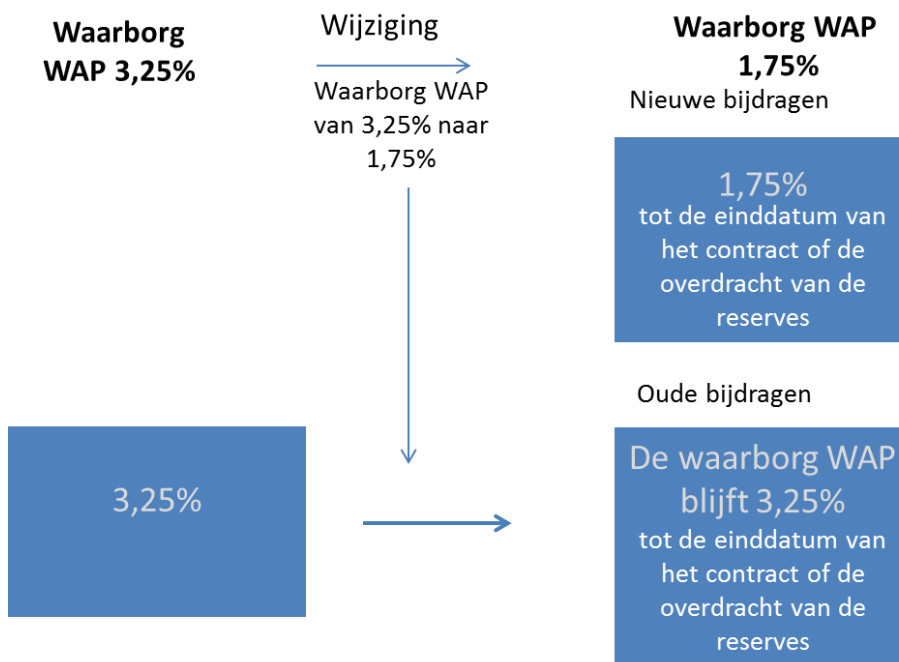 Waarborg
WAP 3,25%
Wijziging
Waarborg WAP
van 3,25% naar
1,75%
Waarborg WAP
1,75%
Nieuwe bijdragen
1,75%
tot de einddatum van
het contract of de
overdracht van de
reserves
Oude bijdragen
3,25%
De waarborg WAP
blijft 3,25%
tot de einddatum van
het contract of de
overdracht van de
reserves